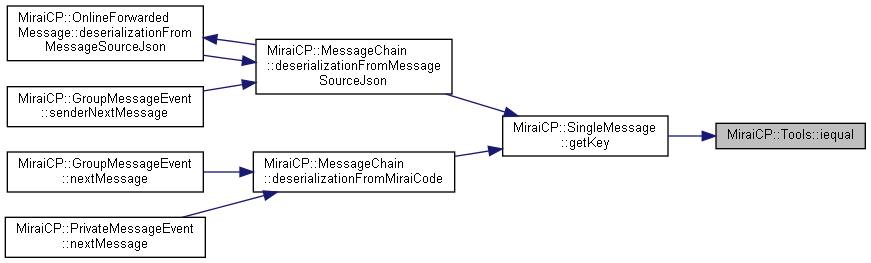 MiraiCP::OnlineForwarded
Message::deserializationFrom
MessageSourceJson
MiraiCP::GroupMessageEvent
::senderNextMessage
MiraiCP::GroupMessageEvent
::nextMessage
MiraiCP::PrivateMessageEvent
::nextMessage
MiraiCP::MessageChain
::deserializationFromMessage
SourceJson
MiraiCP::MessageChain
::deserializationFromMiraiCode
MiraiCP::SingleMessage
::getKey
MiraiCP::Tools::iequal